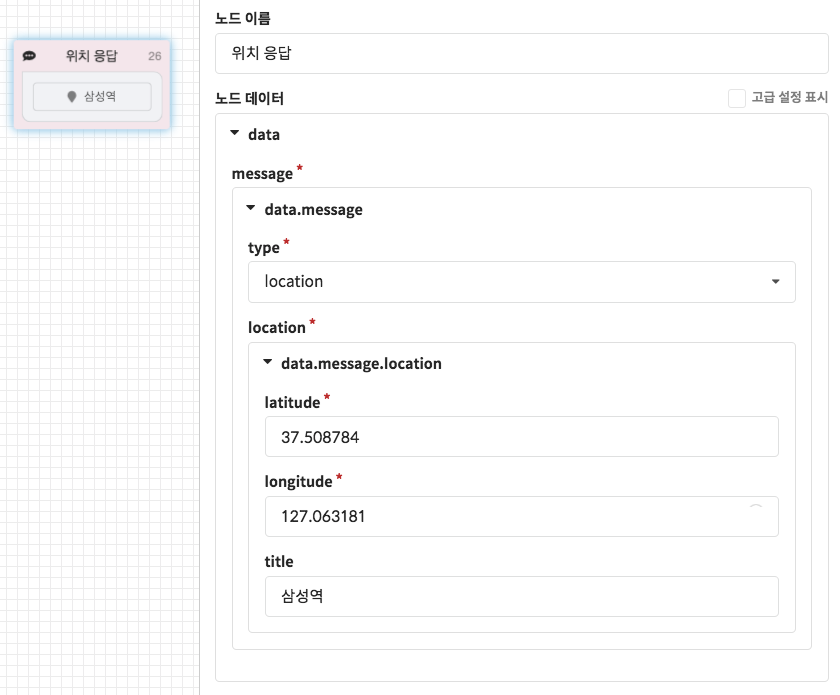 위치 응답 26
삼성역
노드 이름
위치 응답
노드 데이터
고급 설정 표시
data
message *
data.message
type *
location
location *
data.message.location
latitude *
37.508784
longitude *
127.063181
title
삼성역